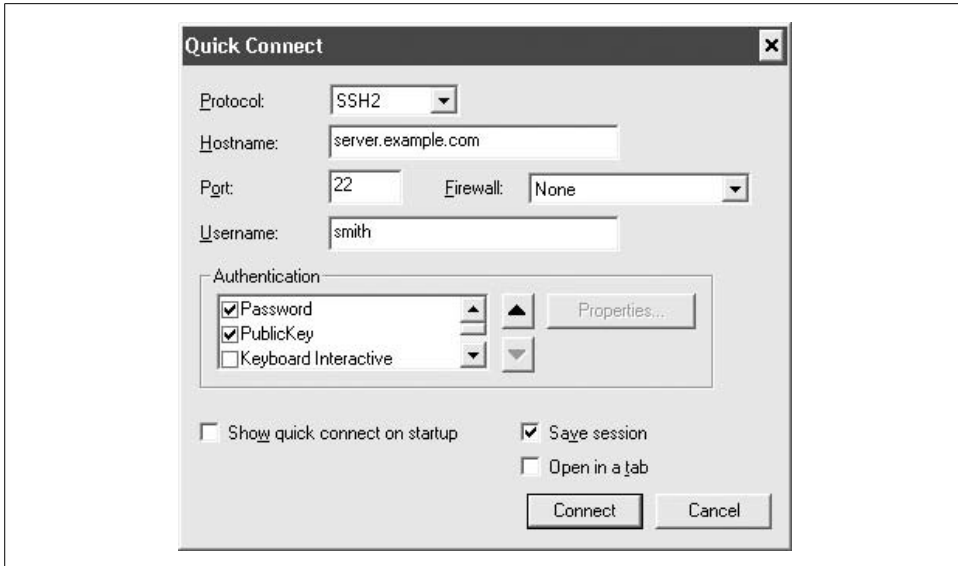 Quick Connect
Protocol: SSH2
Hostname: server.example.com
Port: 22 Firewall: None
Username: smith
Authentication
Password
PublicKey
Keyboard Interactive
Properties...
Show quick connect on startup
Save session
Open in a tab
Connect Cancel